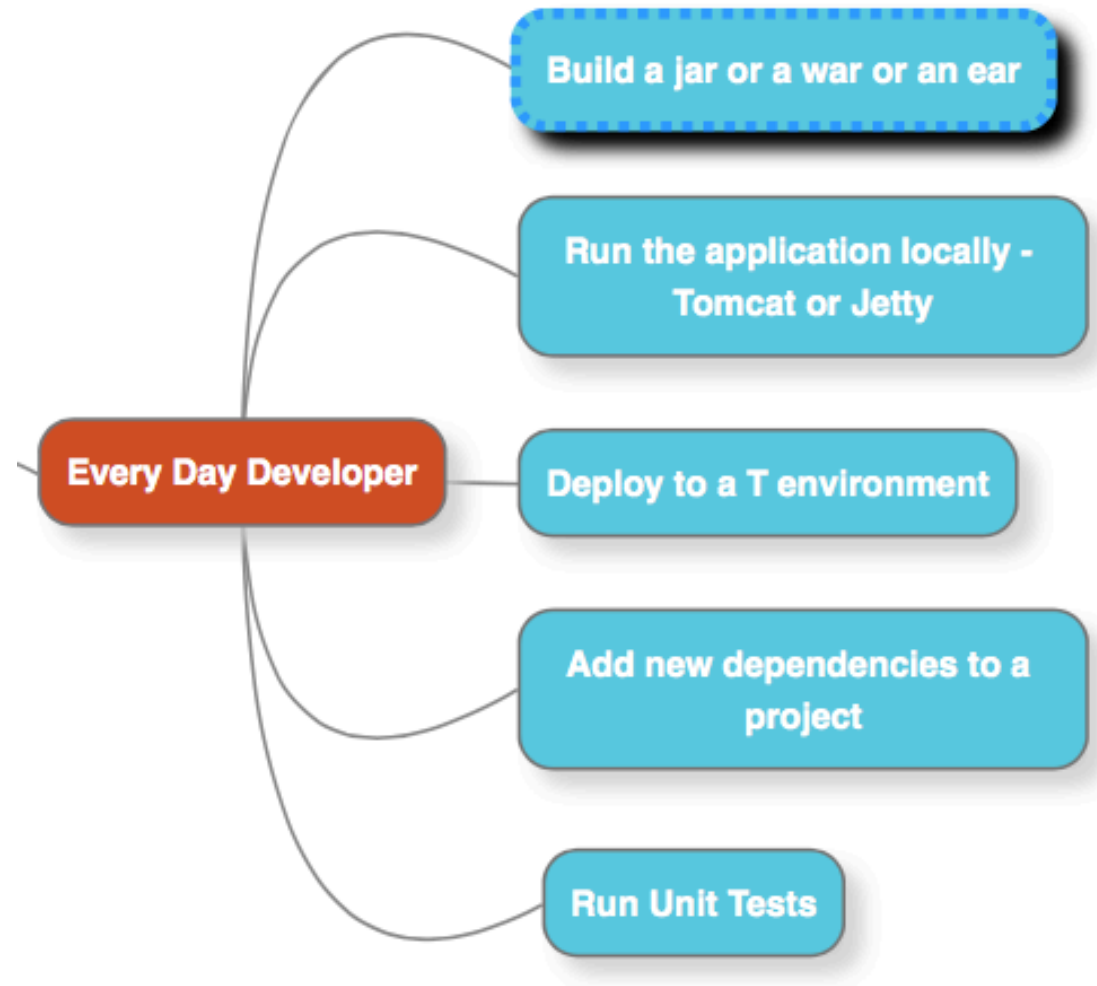 Build a jar or a war or an ear
Run the application locally -
Tomcat or Jetty
Every Day Developer
Deploy to a T environment
Add new dependencies to a
project
Run Unit Tests